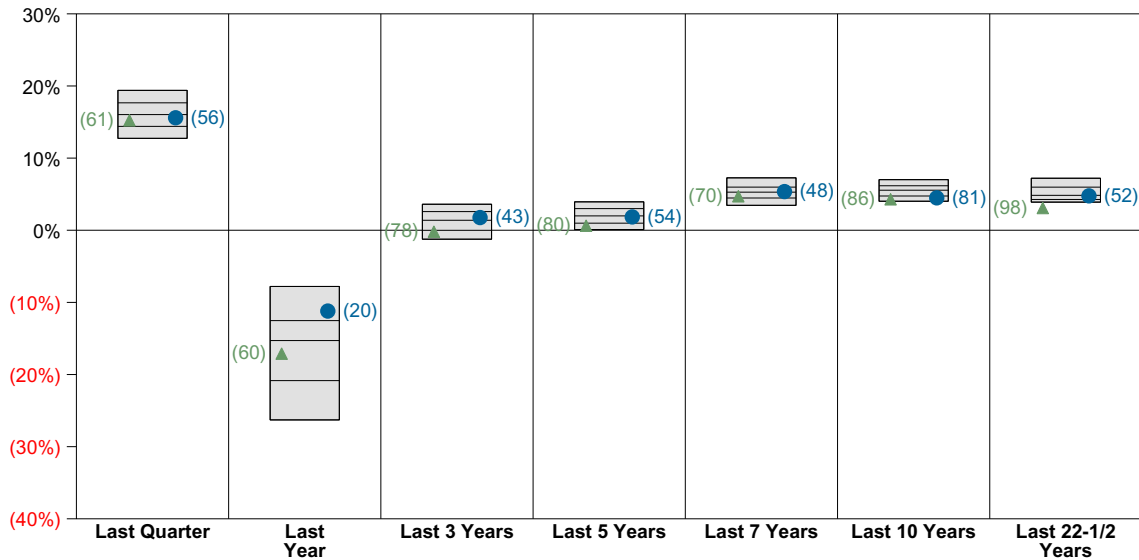 30%
20%
10%
0%
(10%)
(20%)
(30%)
(40%)
(61)
(56)
(60)
(20)
(78)
(43)
(80)
(54)
(70)
(48)
(86)
(81)
(98)
(52)
Last Quarter
Last
Year
Last 3 Years
Last 5 Years
Last 7 Years
Last 10 Years
Last 22-1/2
Years